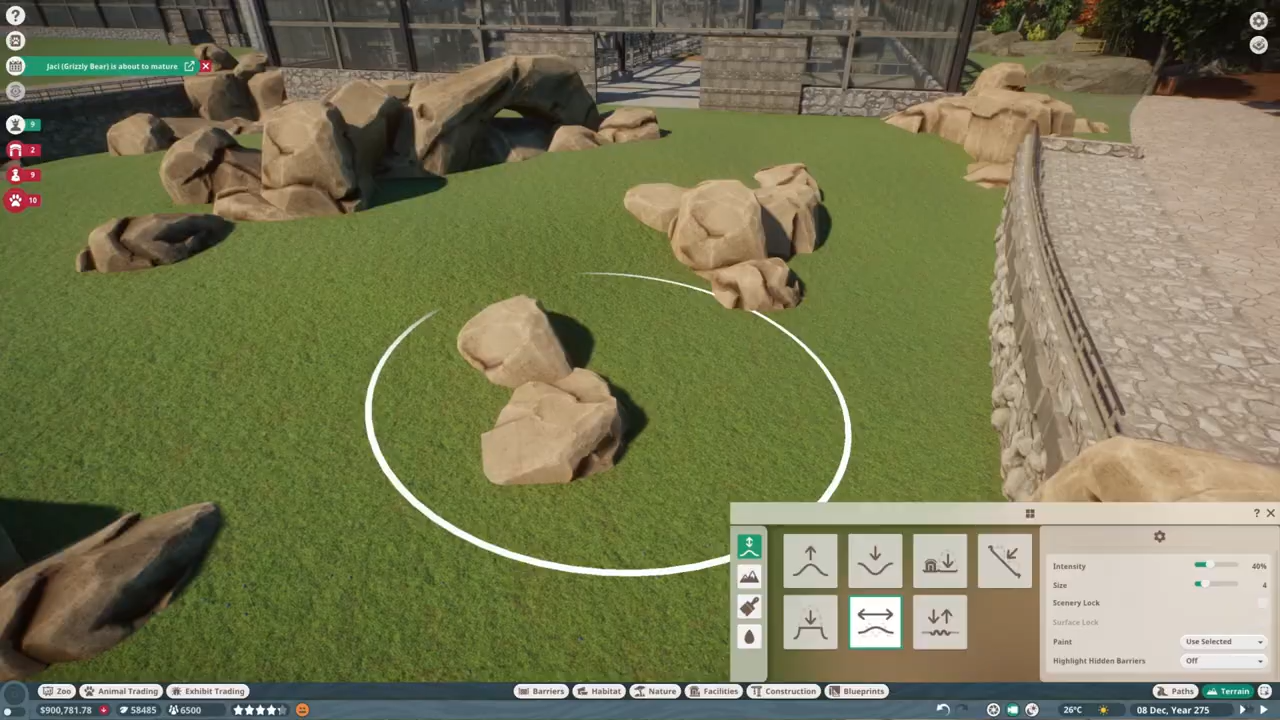 ?
Jaci (Grizzly Bear) is about to mature
9
2
9
10
?
Intensity 40%
Size 4
Scenery Lock
Surface Lock
Paint Use Selected
Highlight Hidden Barriers Off
Zoo Animal Trading Exhibit Trading Barriers Habitat Nature Facilities Construction Blueprints Paths Terrain
$900,781.78 58485 6500 26°C 08 Dec, Year 275